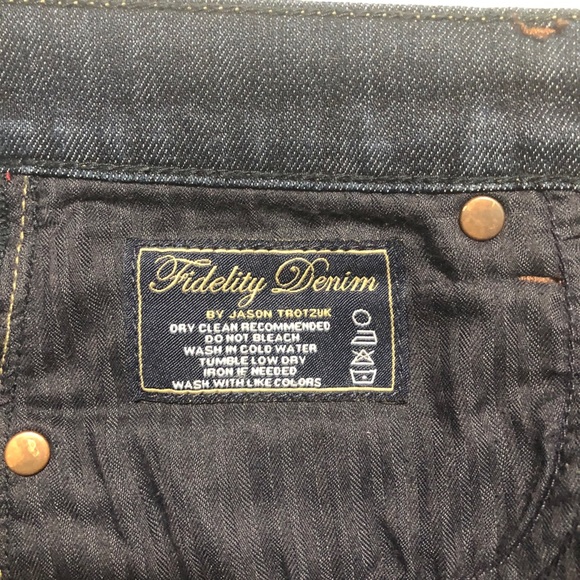 Fidelity Denim
BY JASON TROTZUK
DRY CLEAN RECOMMENDED
DO NOT BLEACH
WASH IN COLD WATER
TUMBLE LOW DRY
IRON IF NEEDED
WASH WITH LIKE COLORS